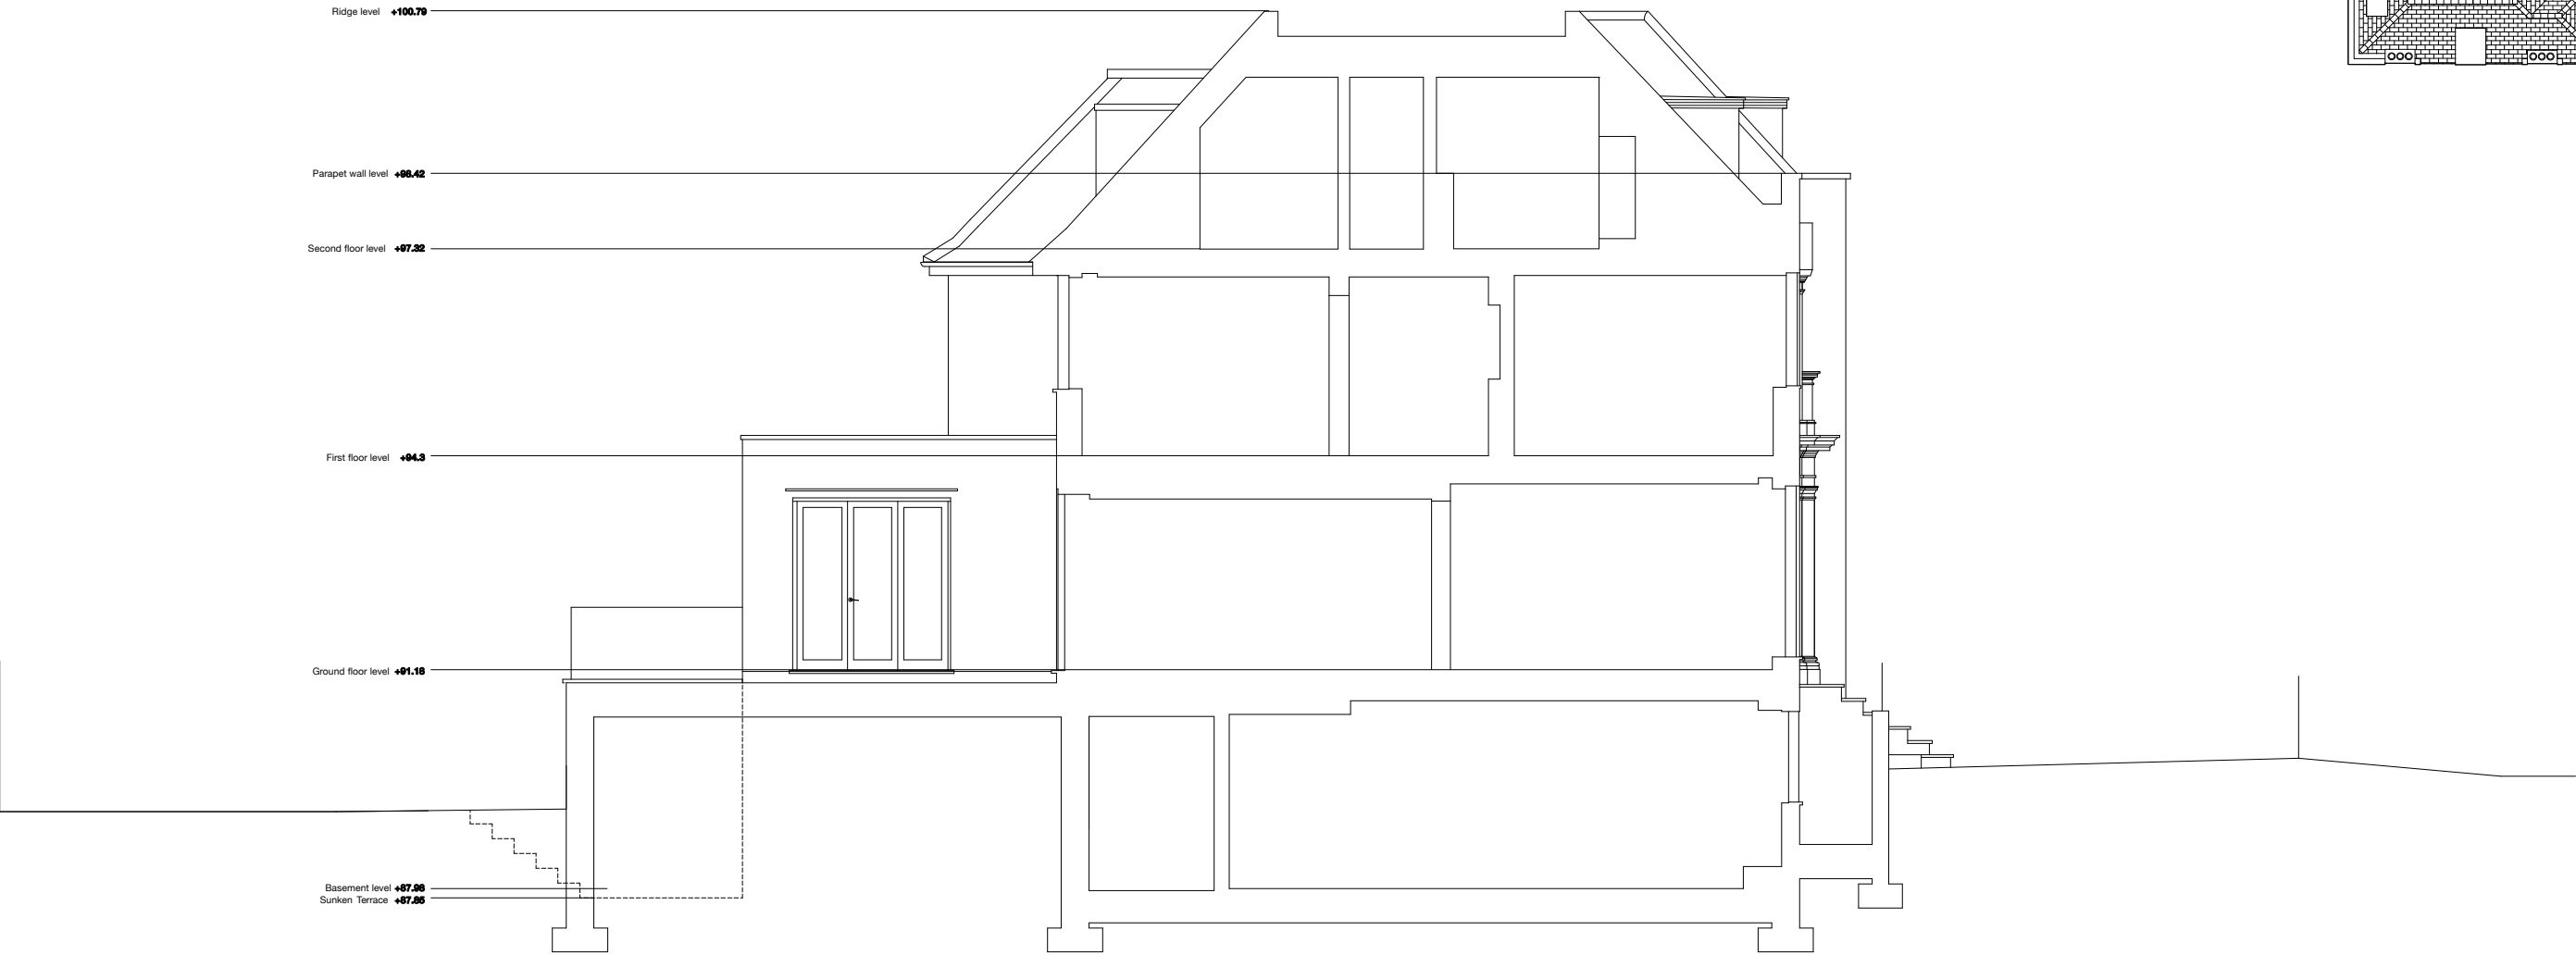 Ridge level +100.79
Parapet wall level +98.42
Second floor level +97.32
First floor level +94.3
Ground floor level +91.18
Basement level +87.98
Sunken Terrace +87.85